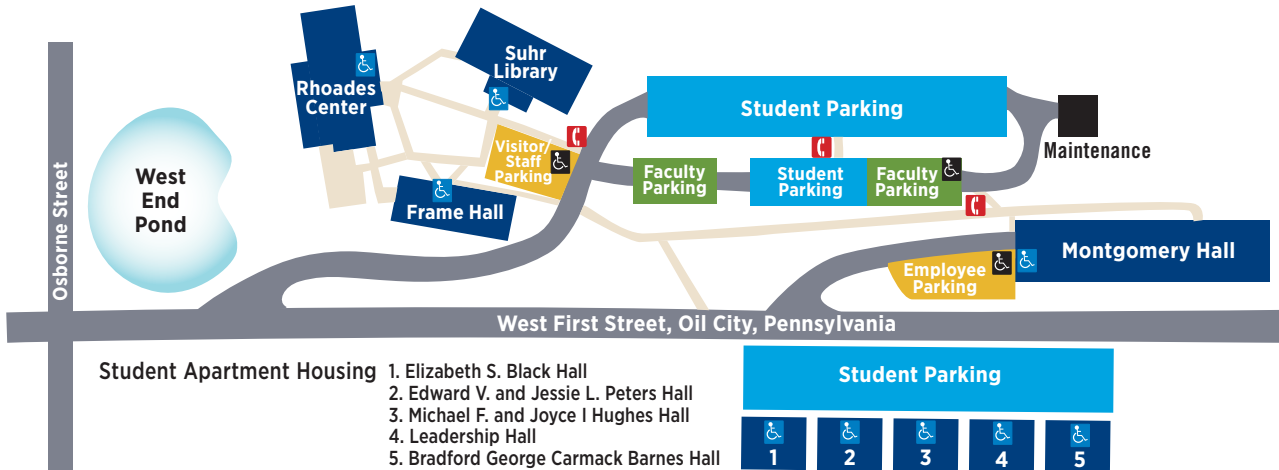 Suhr
Library
Rhoades
Center
Student Parking
Visitor/
Staff
Parking
Maintenance
Faculty
Parking
Student
Parking
Faculty
Parking
West
End
Pond
Osborne Street
Frame Hall
Montgomery Hall
Employee
Parking
West First Street, Oil City, Pennsylvania
Student Apartment Housing
1. Elizabeth S. Black Hall
2. Edward V. and Jessie L. Peters Hall
3. Michael F. and Joyce I Hughes Hall
4. Leadership Hall
5. Bradford George Carmack Barnes Hall
Student Parking
1
2
3
4
5